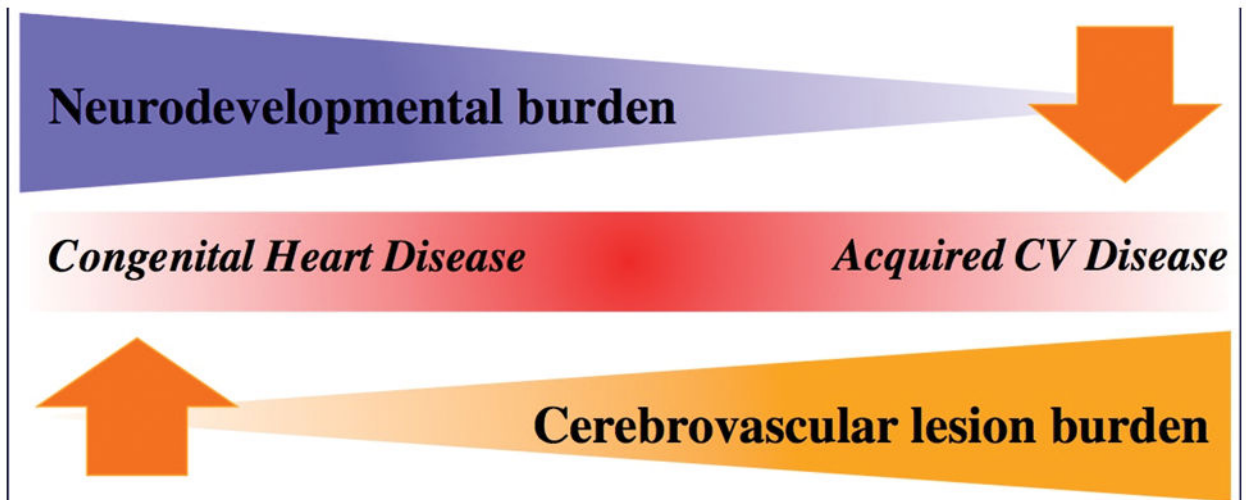 Neurodevelopmental burden
Congenital Heart Disease
Acquired CV Disease
Cerebrovascular lesion burden